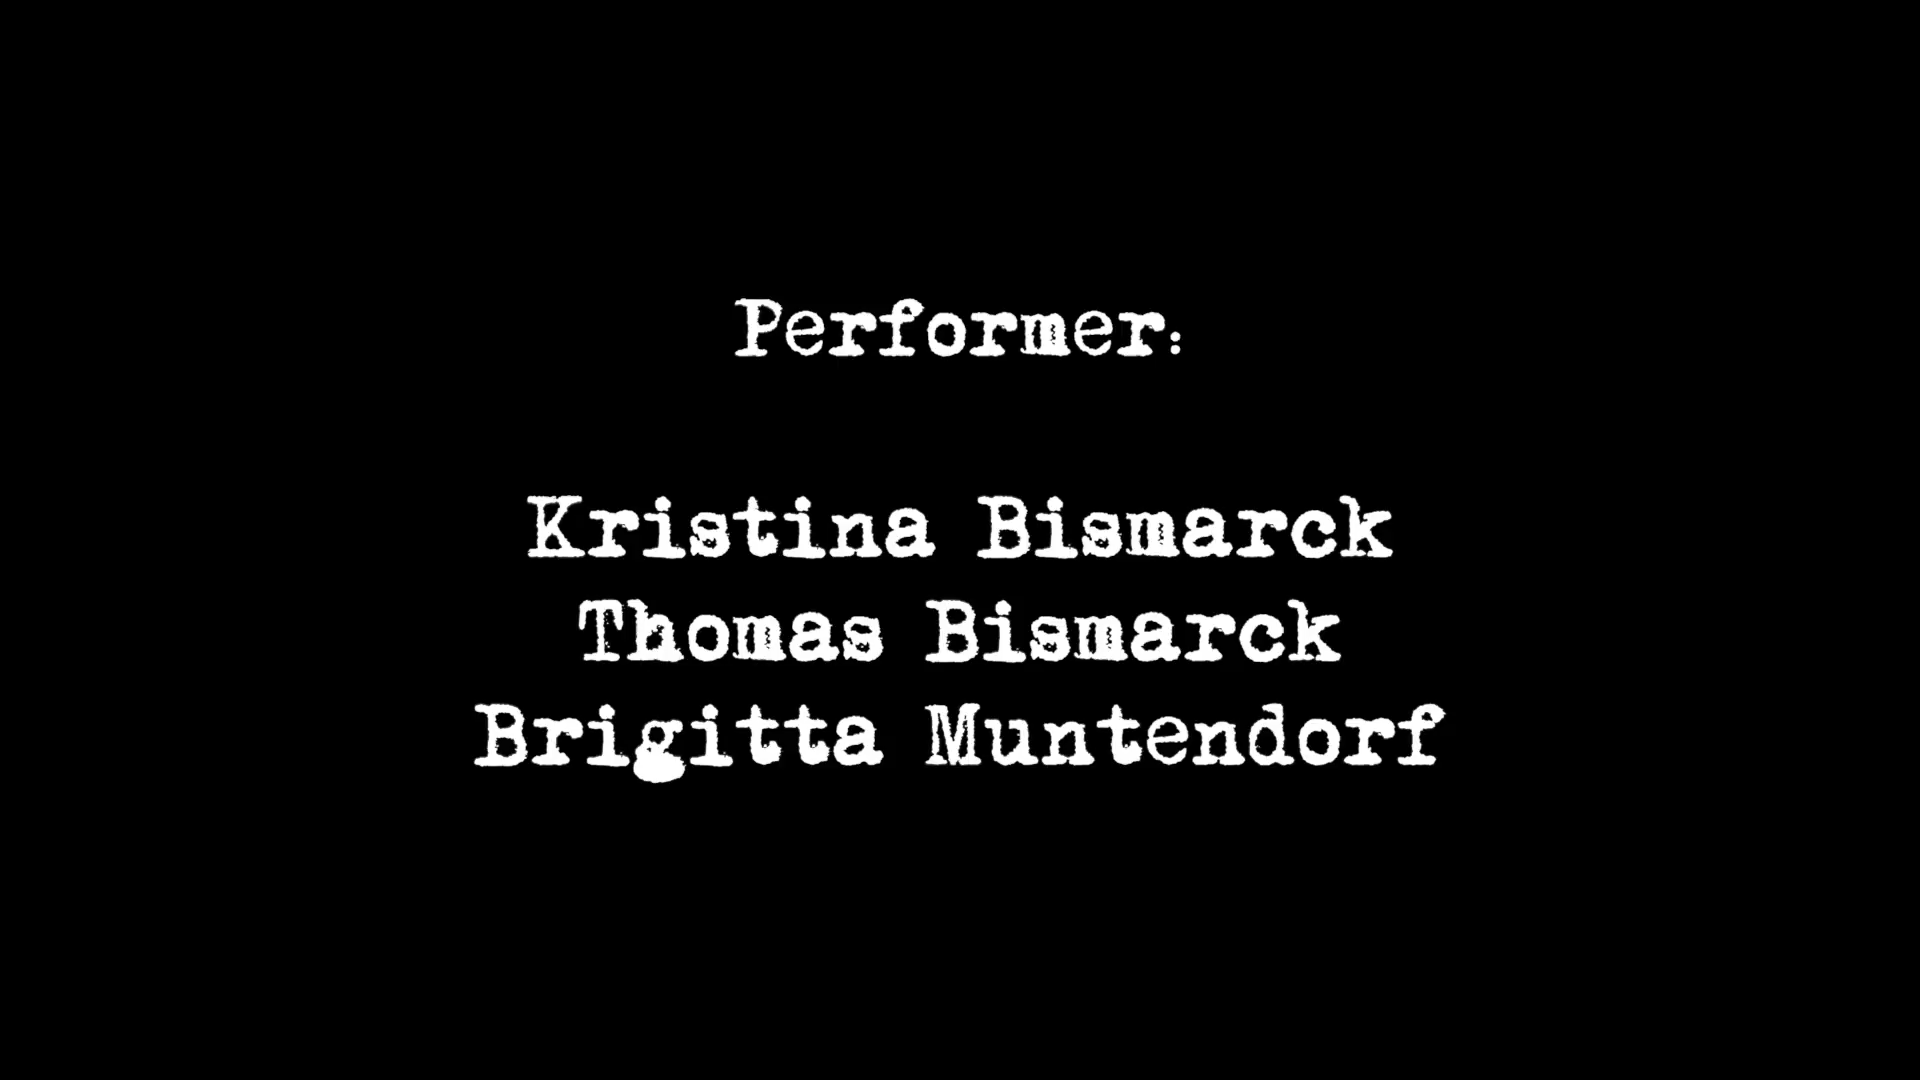 Performer:
Kristina Bismarck
Thomas Bismarck
Brigitta Muntendorf